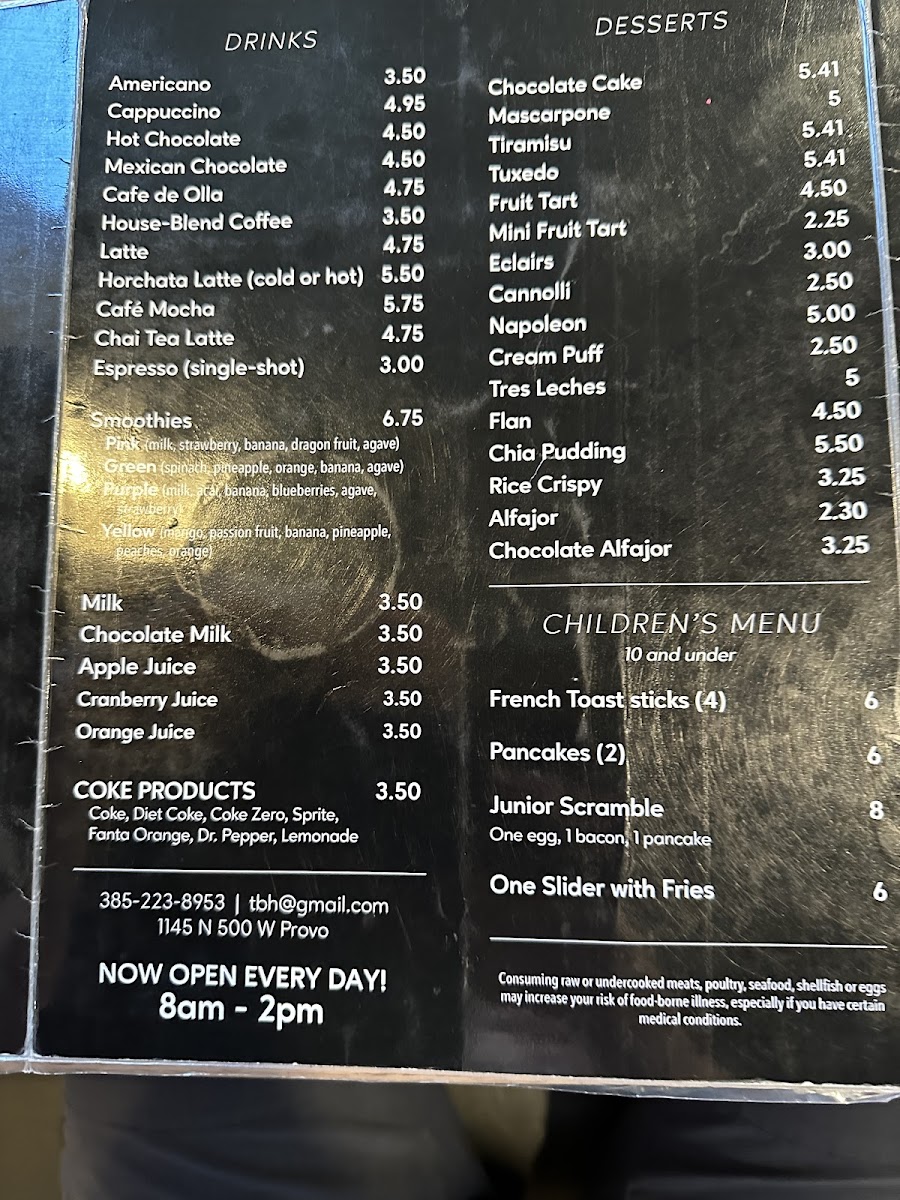 DRINKS
Americano 3.50
Cappuccino 4.95
Hot Chocolate 4.50
Mexican Chocolate 4.50
Cafe de Olla 4.75
House-Blend Coffee 3.50
Latte 4.75
Horchata Latte (cold or hot) 5.50
Café Mocha 5.75
Chai Tea Latte 4.75
Espresso (single-shot) 3.00
Smoothies 6.75
Pink (milk, strawberry, banana, dragon fruit, agave)
Green (spinach, pineapple, orange, banana, agave)
Purple (milk, acai, banana, blueberries, agave,
strawberry)
Yellow (mango, passion fruit, banana, pineapple,
peaches, orange)
Milk 3.50
Chocolate Milk 3.50
Apple Juice 3.50
Cranberry Juice 3.50
Orange Juice 3.50
COKE PRODUCTS 3.50
Coke, Diet Coke, Coke Zero, Sprite,
Fanta Orange, Dr. Pepper, Lemonade
385-223-8953 | tbh@gmail.com
1145 N 500 W Provo
NOW OPEN EVERY DAY!
8am - 2pm
DESSERTS
Chocolate Cake 5.41
Mascarpone 5
Tiramisu 5.41
Tuxedo 5.41
Fruit Tart 4.50
Mini Fruit Tart 2.25
Eclairs 3.00
Cannolli 2.50
Napoleon 5.00
Cream Puff 2.50
Tres Leches 5
Flan 4.50
Chia Pudding 5.50
Rice Crispy 3.25
Alfajor 2.30
Chocolate Alfajor 3.25
CHILDREN'S MENU
10 and under
French Toast sticks (4) 6
Pancakes (2) 6
Junior Scramble 8
One egg, 1 bacon, 1 pancake
One Slider with Fries 6
Consuming raw or undercooked meats, poultry, seafood, shellfish or eggs
may increase your risk of food-borne illness, especially if you have certain
medical conditions.